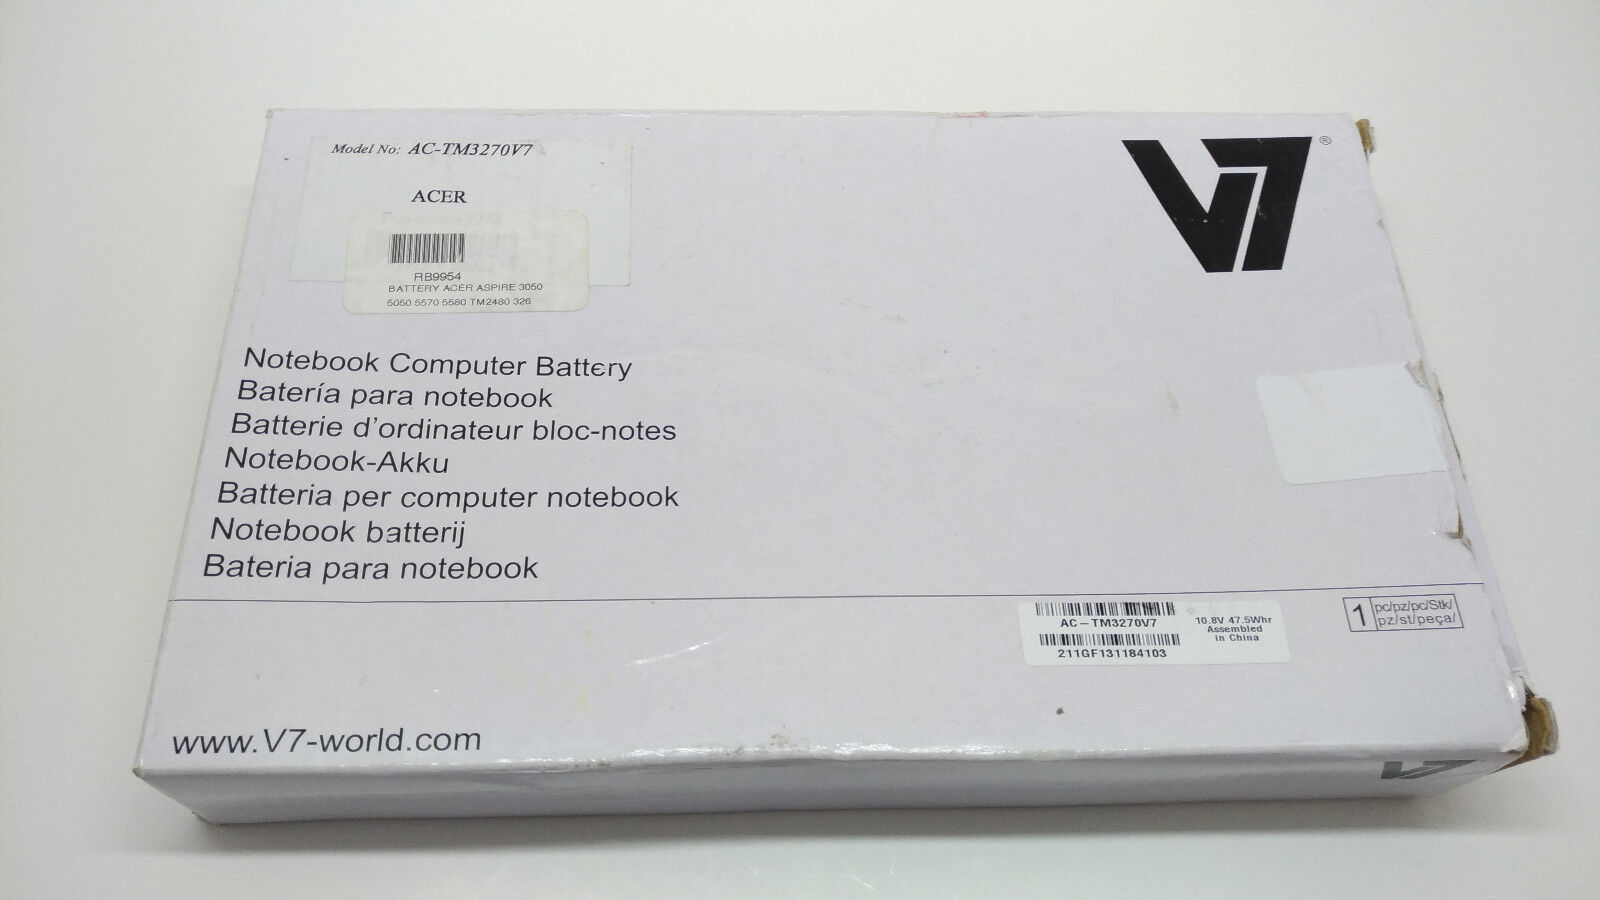 Model No: AC-TM3270V7
ACER
RB9954
BATTERY ACER ASPIRE 3050
5050 5570 5580 TM2480 326
V7®
Notebook Computer Battery
Batería para notebook
Batterie d'ordinateur bloc-notes
Notebook-Akku
Batteria per computer notebook
Notebook batterij
Bateria para notebook
AC-TM3270V7
211GF131184103
10.8V 47.5Whr
Assembled
in China
1 pc/pz/pc/Stk/
pz/st/peça/
www.V7-world.com
V7